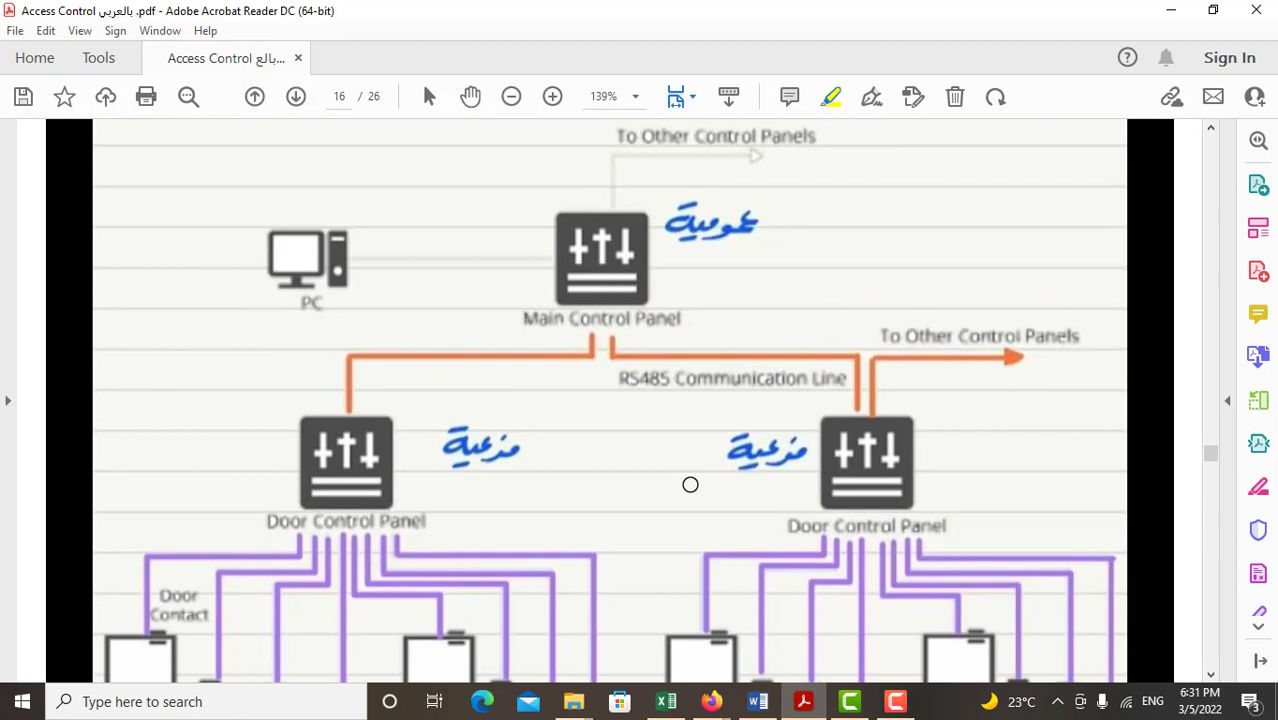 Access Control بالعربي .pdf - Adobe Acrobat Reader DC (64-bit)
File Edit View Sign Window Help
Home Tools Access Control بالع... Sign In
16 / 26 139%
To Other Control Panels
عمومية
PC
Main Control Panel
To Other Control Panels
RS485 Communication Line
Door Control Panel
Door Control Panel
Door
Contact
Type here to search
23°C ENG 6:31 PM
3/5/2022
3